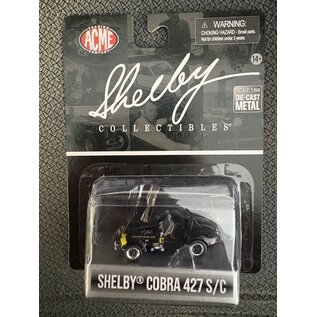 ACME
WARNING:
CHOKING HAZARD - Small parts.
Not for children under 3 years.
14+
Shelby
COLLECTIBLES®
SCALE 1:64
DIE-CAST
METAL
SHELBY® COBRA 427 S/C